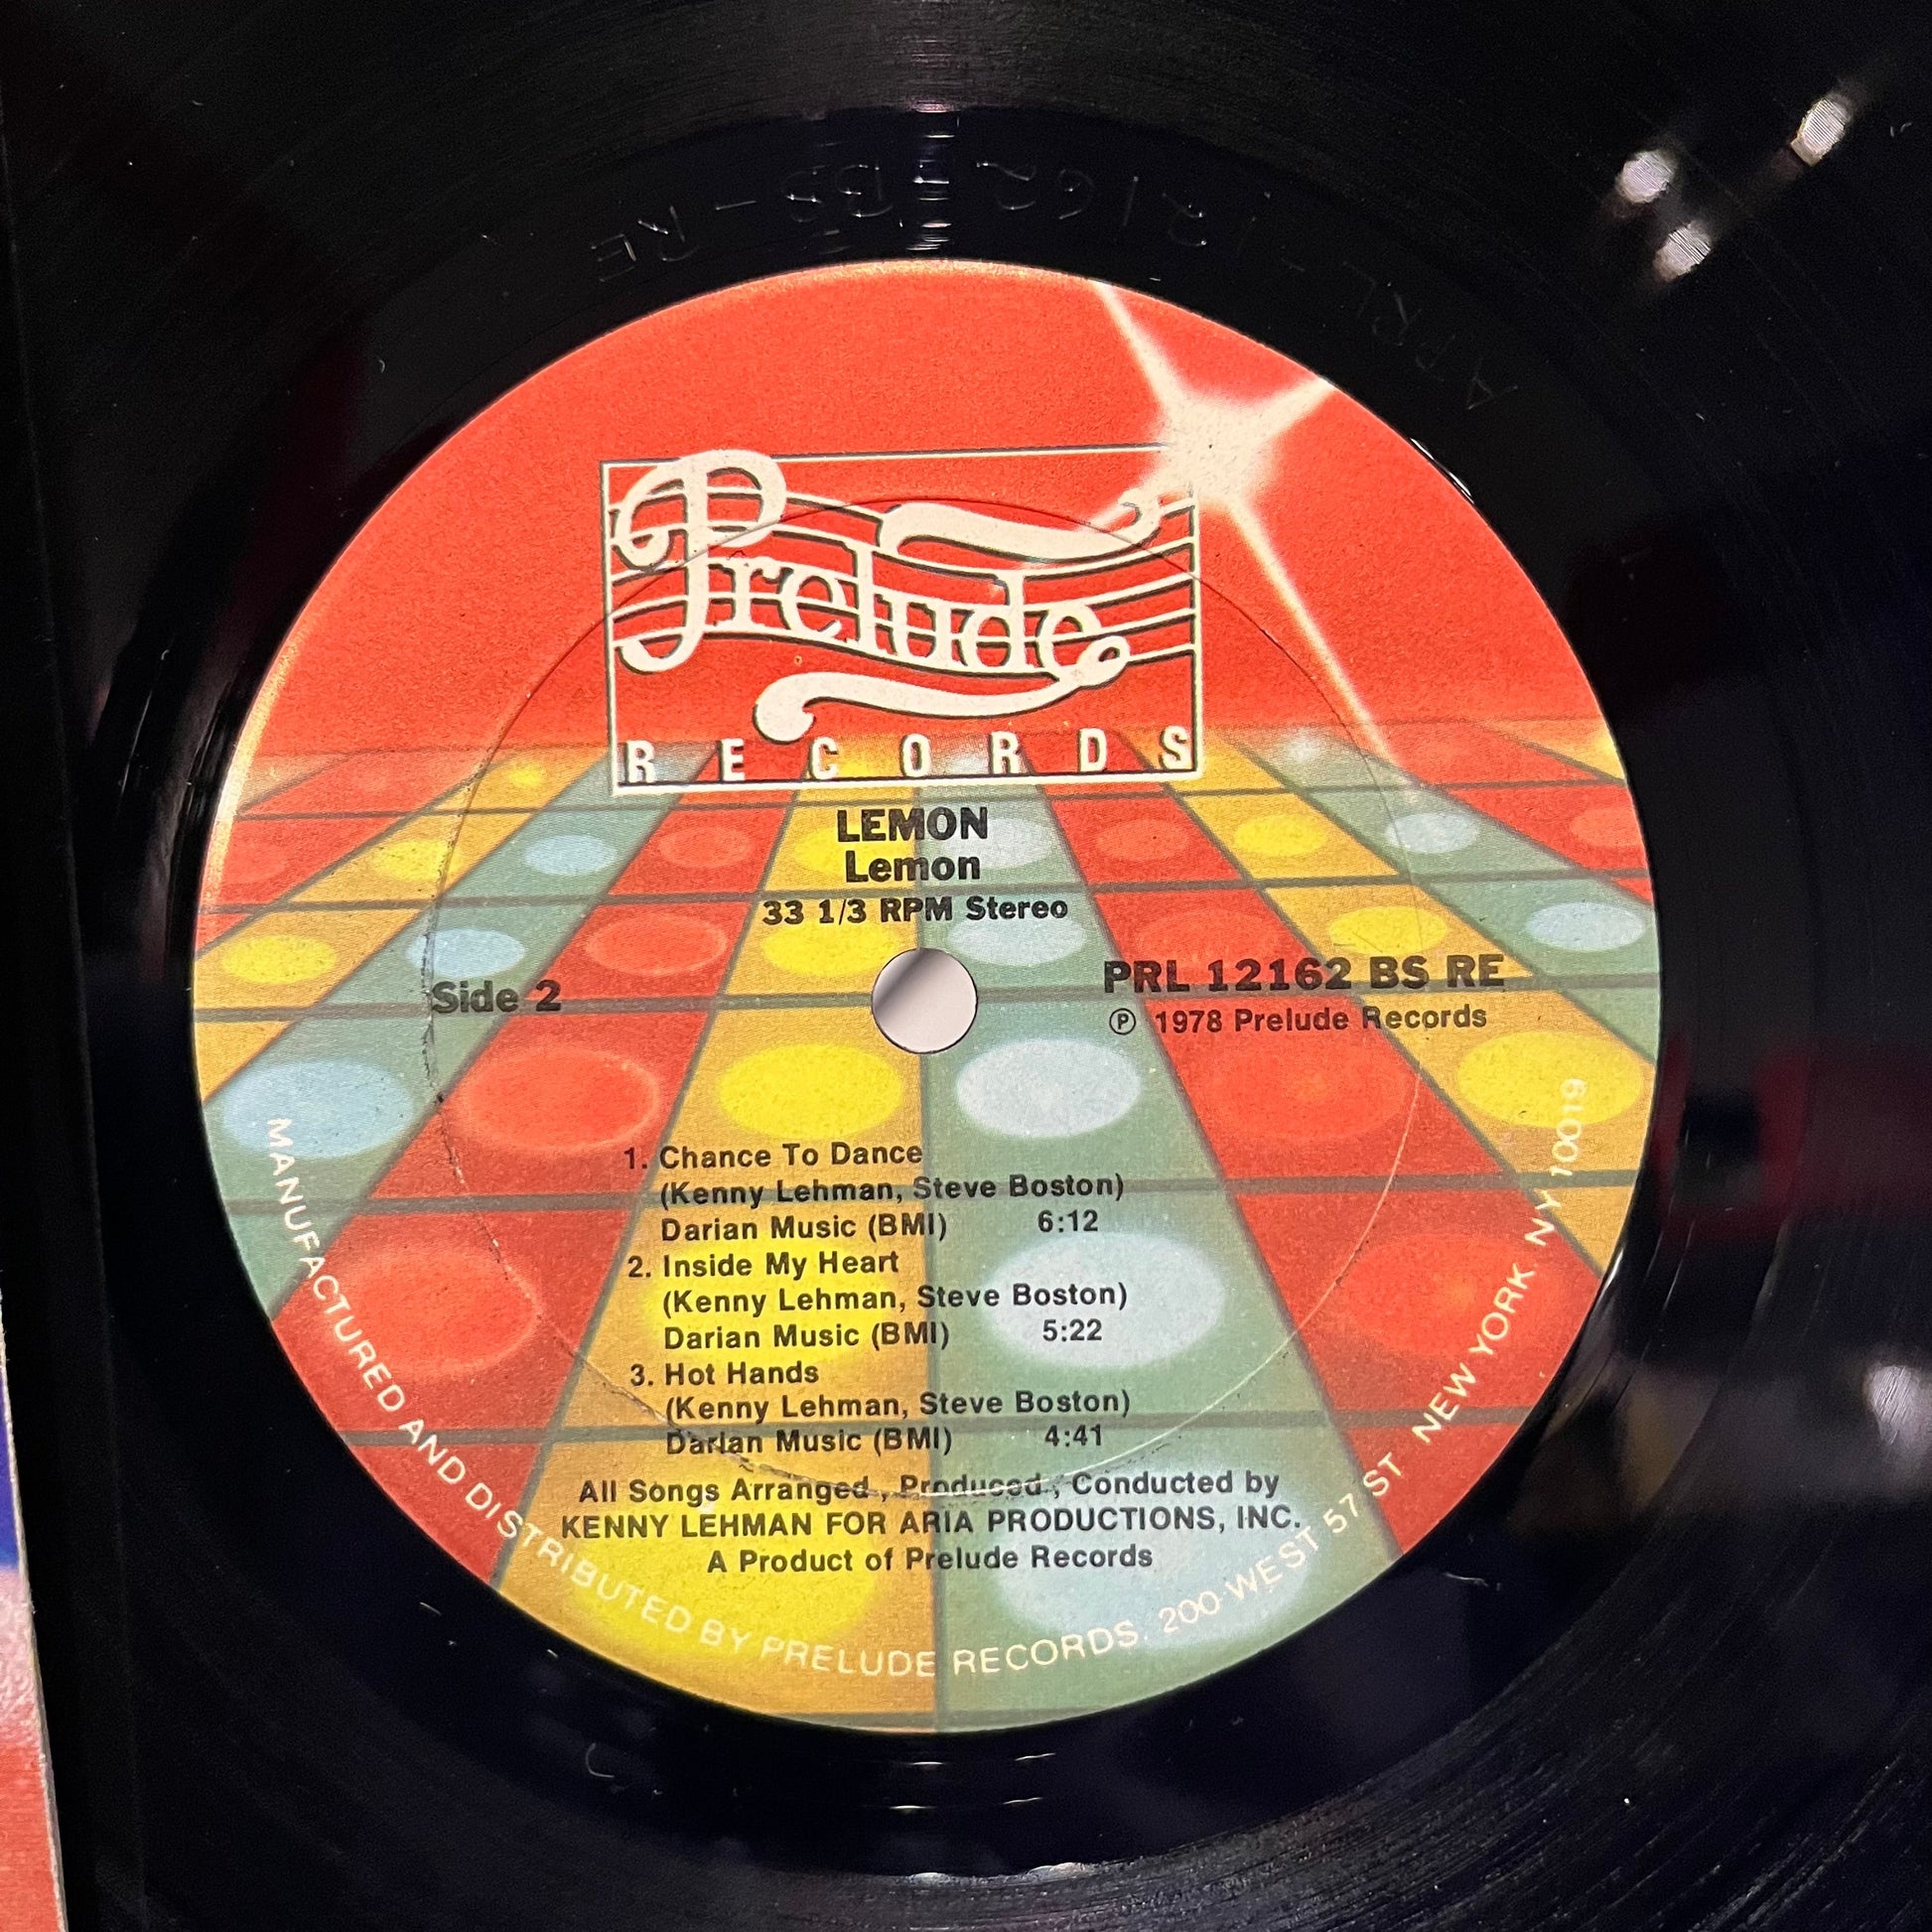 APRL-12162-BS-RE
Prelude
RECORDS
LEMON
Lemon
33 1/3 RPM Stereo
Side 2
PRL 12162 BS RE
Ⓟ 1978 Prelude Records
1. Chance To Dance
(Kenny Lehman, Steve Boston)
Darian Music (BMI) 6:12
2. Inside My Heart
(Kenny Lehman, Steve Boston)
Darian Music (BMI) 5:22
3. Hot Hands
(Kenny Lehman, Steve Boston)
Darian Music (BMI) 4:41
All Songs Arranged, Produced, Conducted by
KENNY LEHMAN FOR ARIA PRODUCTIONS, INC.
A Product of Prelude Records
MANUFACTURED AND DISTRIBUTED BY PRELUDE RECORDS. 200 WEST 57 ST NEW YORK. NY 10019